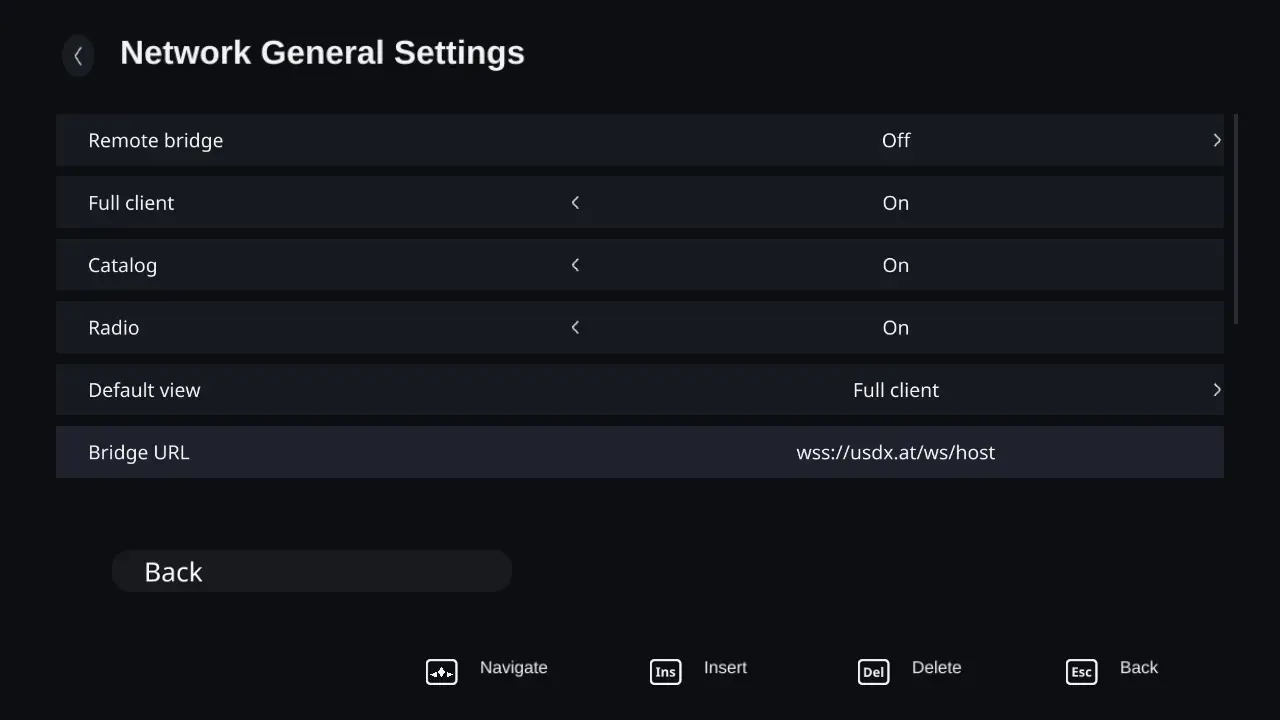 Network General Settings
Remote bridge Off
Full client On
Catalog On
Radio On
Default view Full client
Bridge URL wss://usdx.at/ws/host
Back
Navigate Ins Insert Del Delete Esc Back